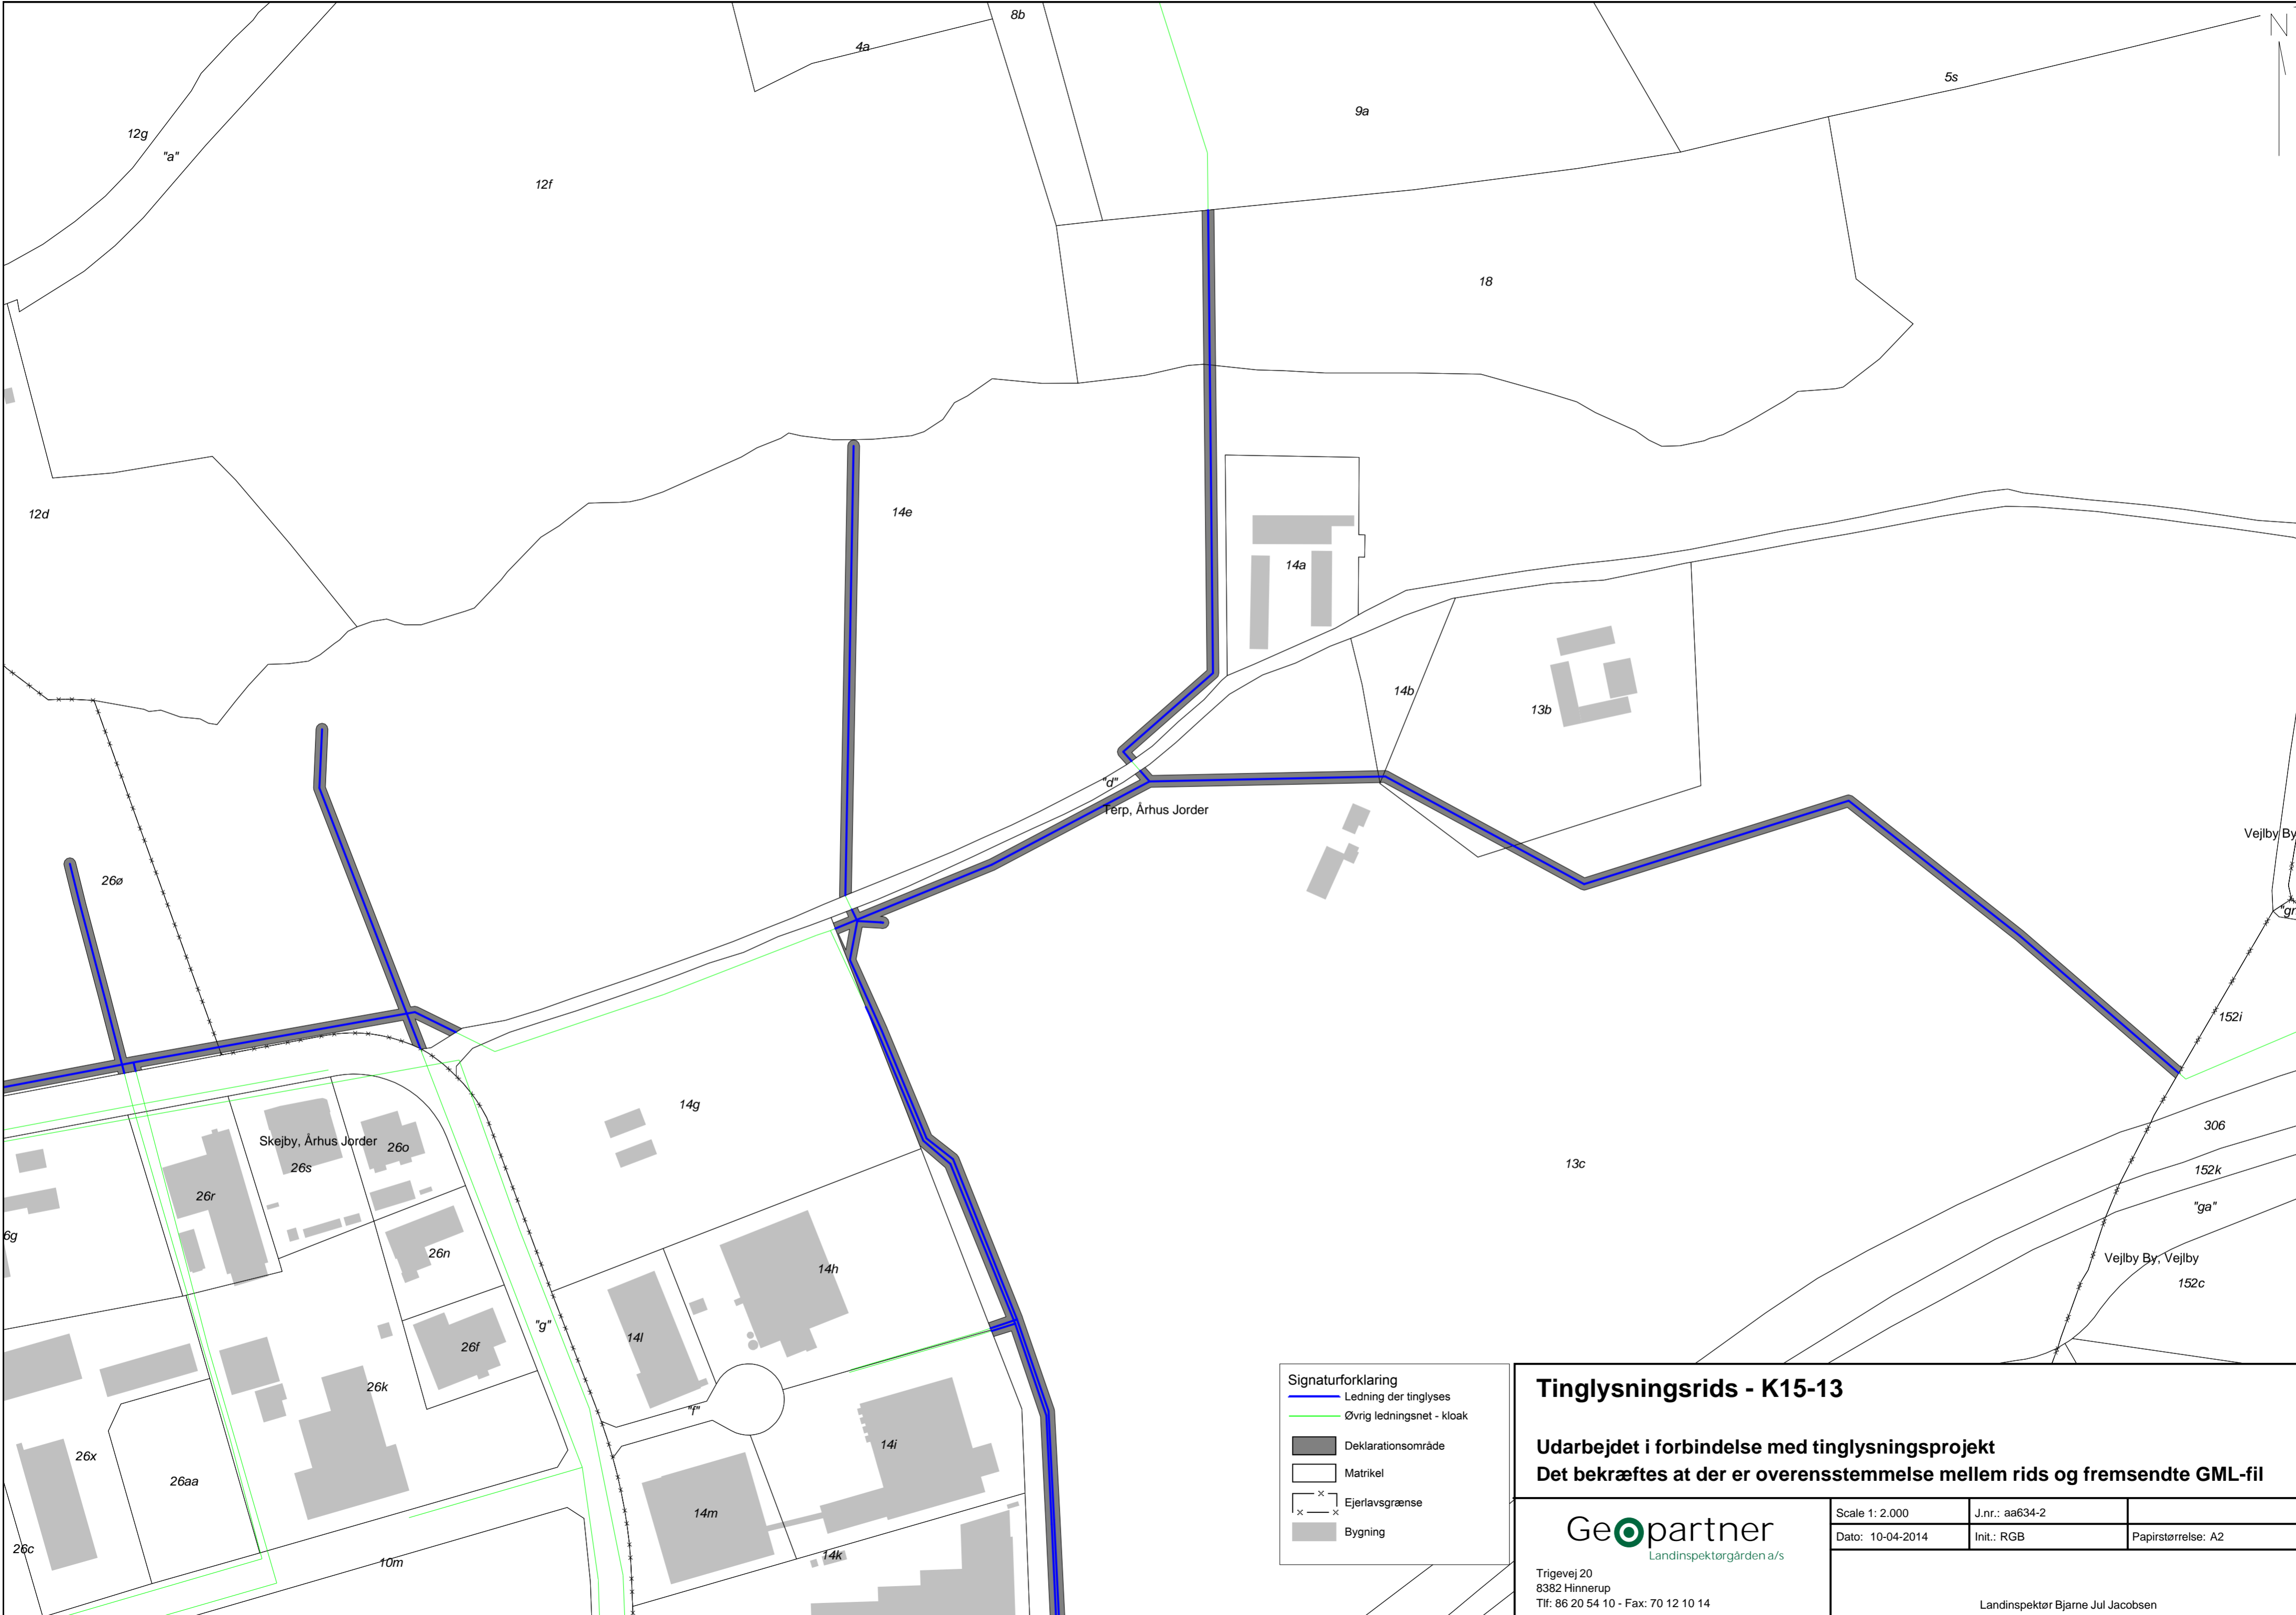 8b
4a
N
5s
9a
12g
"a"
12f
18
12d
14e
14a
14b
13b
"d"
Terp, Århus Jorder
Vejlby By
26ø
"gr
152i
14g
306
Skejby, Århus Jorder
26o
26s
13c
152k
26r
"ga"
6g
26n
14h
Vejlby By, Vejlby
152c
"g"
14l
26f
26k
"f"
14i
26x
26aa
14m
26c
14k
10m
Signaturforklaring
Ledning der tinglyses
Øvrig ledningsnet - kloak
Deklarationsområde
Matrikel
Ejerlavsgrænse
Bygning
Tinglysningsrids - K15-13
Udarbejdet i forbindelse med tinglysningsprojekt
Det bekræftes at der er overensstemmelse mellem rids og fremsendte GML-fil
Geopartner
Landinspektørgården a/s
Trigevej 20
8382 Hinnerup
Tlf: 86 20 54 10 - Fax: 70 12 10 14
Scale 1: 2.000
J.nr.: aa634-2
Dato: 10-04-2014
Init.: RGB
Papirstørrelse: A2
Landinspektør Bjarne Jul Jacobsen